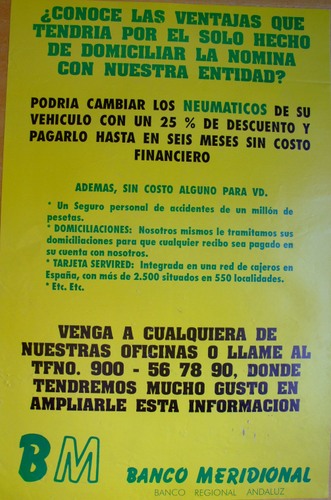 ¿CONOCE LAS VENTAJAS QUE
TENDRIA POR EL SOLO HECHO
DE DOMICILIAR LA NOMINA
CON NUESTRA ENTIDAD?
PODRIA CAMBIAR LOS NEUMATICOS DE SU
VEHICULO CON UN 25 % DE DESCUENTO Y
PAGARLO HASTA EN SEIS MESES SIN COSTO
FINANCIERO
ADEMAS, SIN COSTO ALGUNO PARA VD.
* Un Seguro personal de accidentes de un millón de
pesetas.
* DOMICILIACIONES: Nosotros mismos le tramitamos sus
domiciliaciones para que cualquier recibo sea pagado en
su cuenta con nosotros.
* TARJETA SERVIRED: Integrada en una red de cajeros en
España, con más de 2.500 situados en 550 localidades.
* Etc. Etc.
VENGA A CUALQUIERA DE
NUESTRAS OFICINAS O LLAME AL
TFNO. 900 - 56 78 90, DONDE
TENDREMOS MUCHO GUSTO EN
AMPLIARLE ESTA INFORMACION
BM BANCO MERIDIONAL
BANCO REGIONAL ANDALUZ